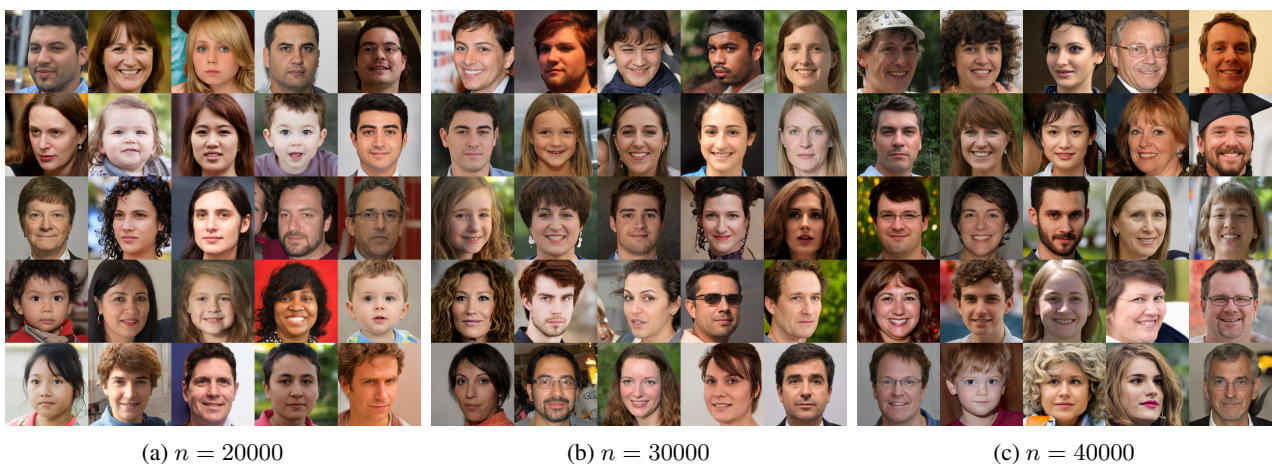 (a) n = 20000
(b) n = 30000
(c) n = 40000